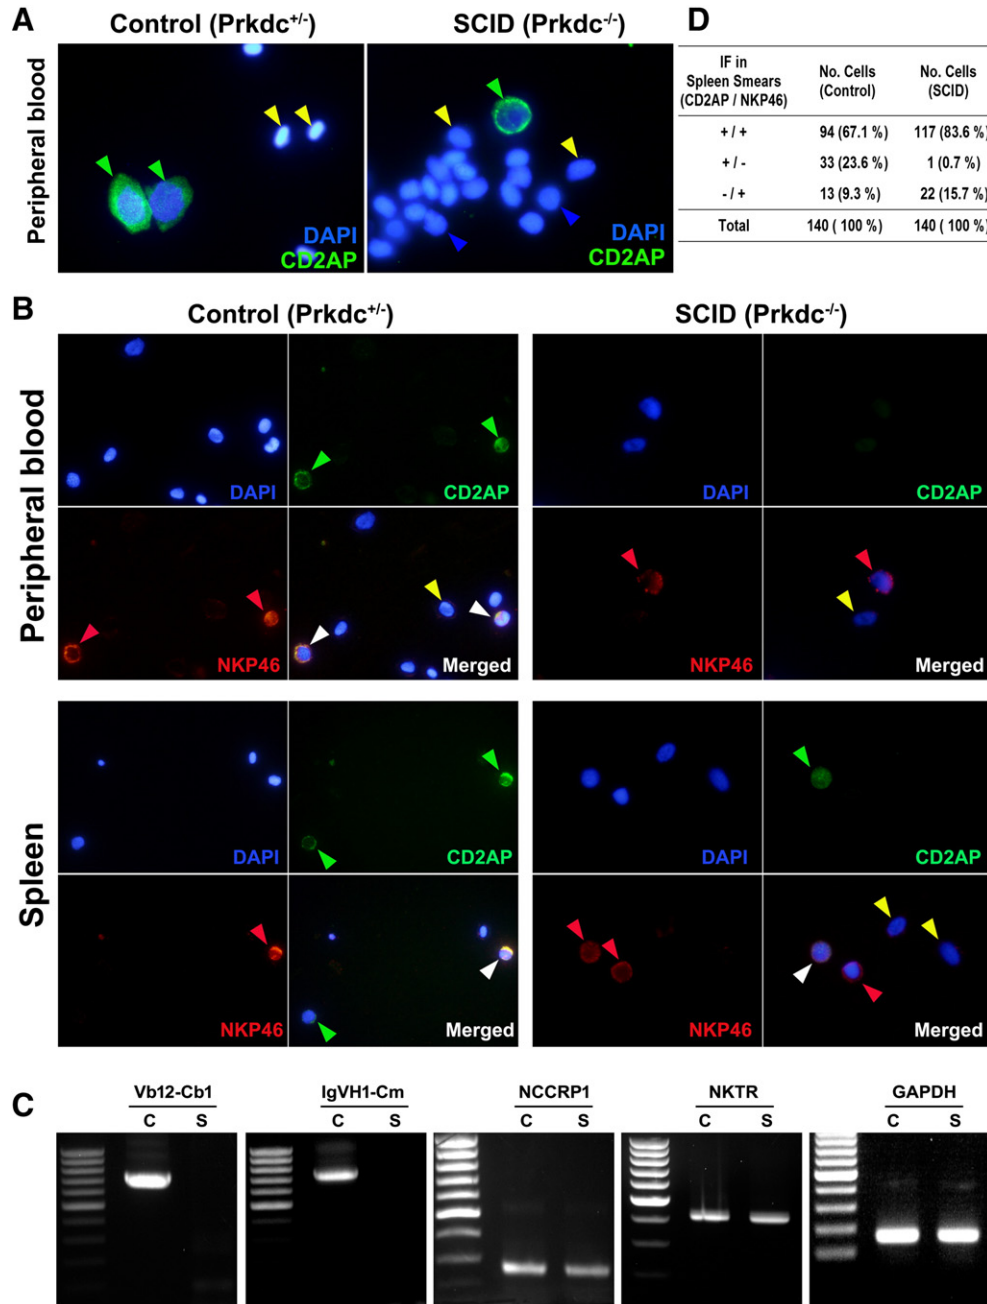 A
Control (Prkdc+/-)
SCID (Prkdc-/-)
Peripheral blood
DAPI
CD2AP
DAPI
CD2AP
D
IF in
Spleen Smears
(CD2AP / NKP46)
No. Cells
(Control)
No. Cells
(SCID)
+ / + 94 (67.1 %) 117 (83.6 %)
+ / - 33 (23.6 %) 1 (0.7 %)
- / + 13 (9.3 %) 22 (15.7 %)
Total 140 ( 100 %) 140 ( 100 %)
B
Control (Prkdc+/-)
SCID (Prkdc-/-)
Peripheral blood
DAPI
CD2AP
DAPI
CD2AP
NKP46
Merged
NKP46
Merged
Spleen
DAPI
CD2AP
DAPI
CD2AP
NKP46
Merged
NKP46
Merged
C
Vb12-Cb1
IgVH1-Cm
NCCRP1
NKTR
GAPDH
C S
C S
C S
C S
C S